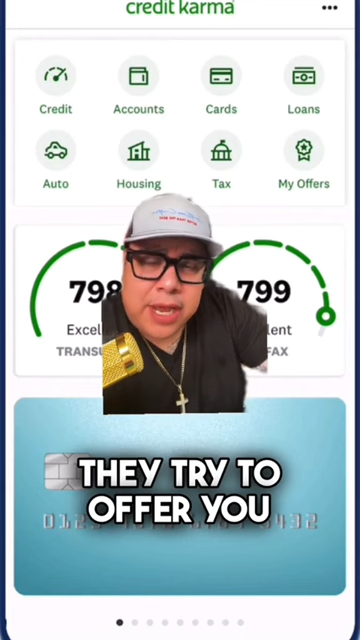 credit karma
Credit Accounts Cards Loans
Auto Housing Tax My Offers
798 799
THEY TRY TO
OFFER YOU